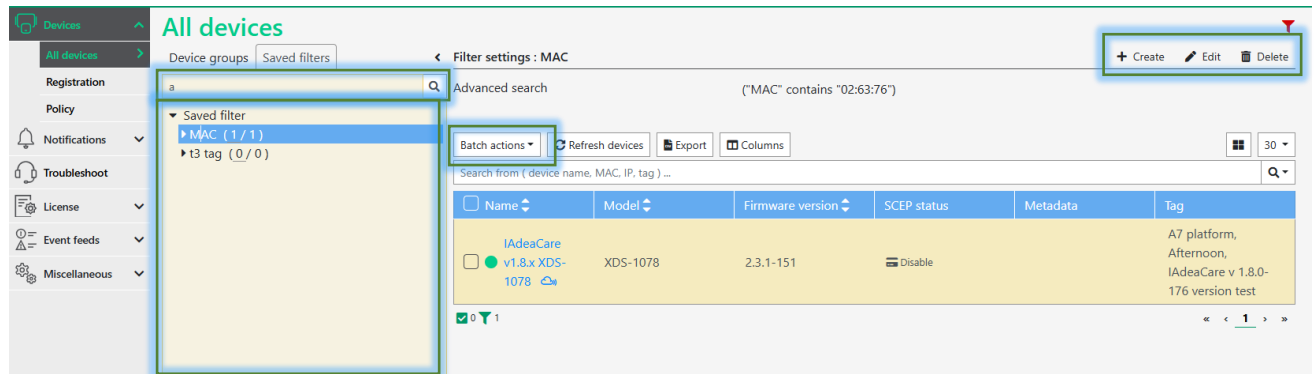 Devices
All devices
Registration
Policy
Notifications
Troubleshoot
License
Event feeds
Miscellaneous
All devices
Device groups Saved filters
a
Saved filter
MAC ( 1 / 1 )
t3 tag ( 0 / 0 )
Filter settings : MAC
Create Edit Delete
Advanced search ("MAC" contains "02:63:76")
Batch actions Refresh devices Export Columns 30
Search from ( device name, MAC, IP, tag ) ...
Name Model Firmware version SCEP status Metadata Tag
IAdeaCare
v1.8.x XDS-
1078
XDS-1078
2.3.1-151
Disable
A7 platform,
Afternoon,
IAdeaCare v 1.8.0-
176 version test
0 1
« ‹ 1 › »